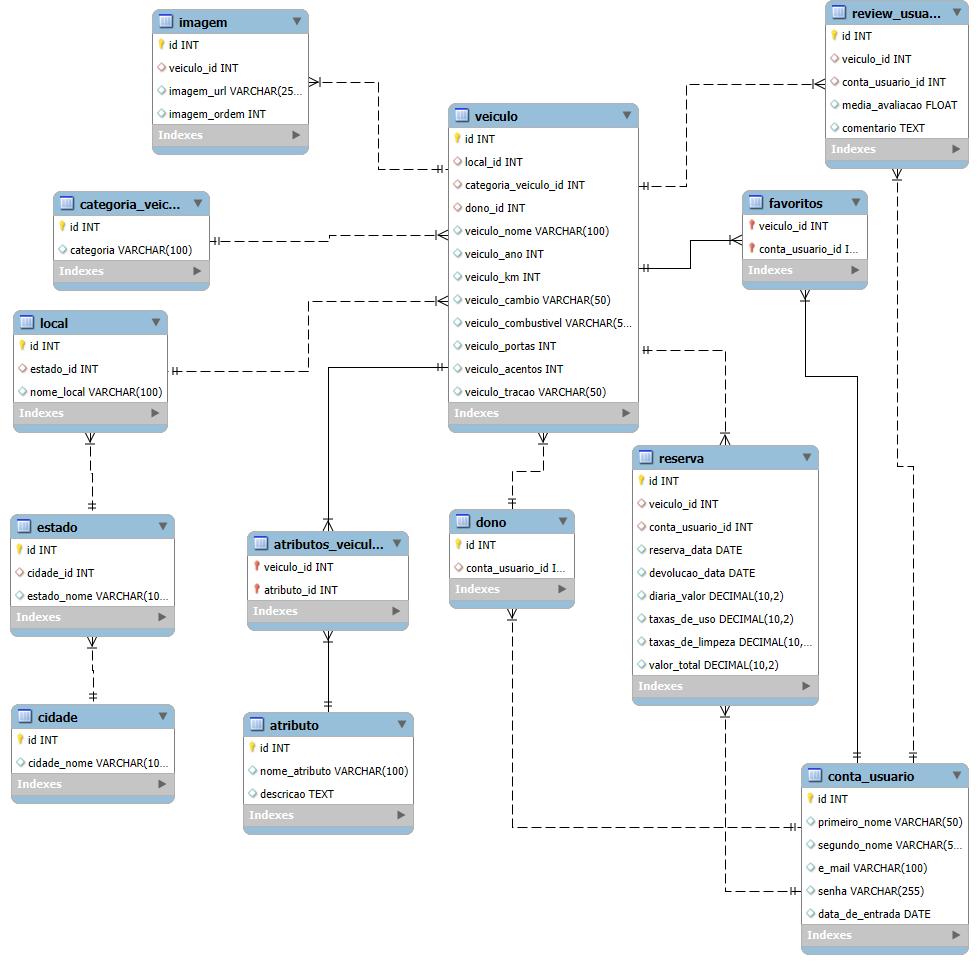 imagem
id INT
veiculo_id INT
imagem_url VARCHAR(25...
imagem_ordem INT
Indexes
review_usua...
id INT
veiculo_id INT
conta_usuario_id INT
media_avaliacao FLOAT
comentario TEXT
Indexes
veiculo
id INT
local_id INT
categoria_veiculo_id INT
dono_id INT
veiculo_nome VARCHAR(100)
veiculo_ano INT
veiculo_km INT
veiculo_cambio VARCHAR(50)
veiculo_combustivel VARCHAR(5...
veiculo_portas INT
veiculo_acentos INT
veiculo_tracao VARCHAR(50)
Indexes
categoria_veic...
id INT
categoria VARCHAR(100)
Indexes
favoritos
veiculo_id INT
conta_usuario_id I...
Indexes
local
id INT
estado_id INT
nome_local VARCHAR(100)
Indexes
reserva
id INT
veiculo_id INT
conta_usuario_id INT
reserva_data DATE
devolucao_data DATE
diaria_valor DECIMAL(10,2)
taxas_de_uso DECIMAL(10,2)
taxas_de_limpeza DECIMAL(10,...
valor_total DECIMAL(10,2)
Indexes
estado
id INT
cidade_id INT
estado_nome VARCHAR(10...
Indexes
atributos_veicul...
veiculo_id INT
atributo_id INT
Indexes
dono
id INT
conta_usuario_id I...
Indexes
cidade
id INT
cidade_nome VARCHAR(10...
Indexes
atributo
id INT
nome_atributo VARCHAR(100)
descricao TEXT
Indexes
conta_usuario
id INT
primeiro_nome VARCHAR(50)
segundo_nome VARCHAR(5...
e_mail VARCHAR(100)
senha VARCHAR(255)
data_de_entrada DATE
Indexes